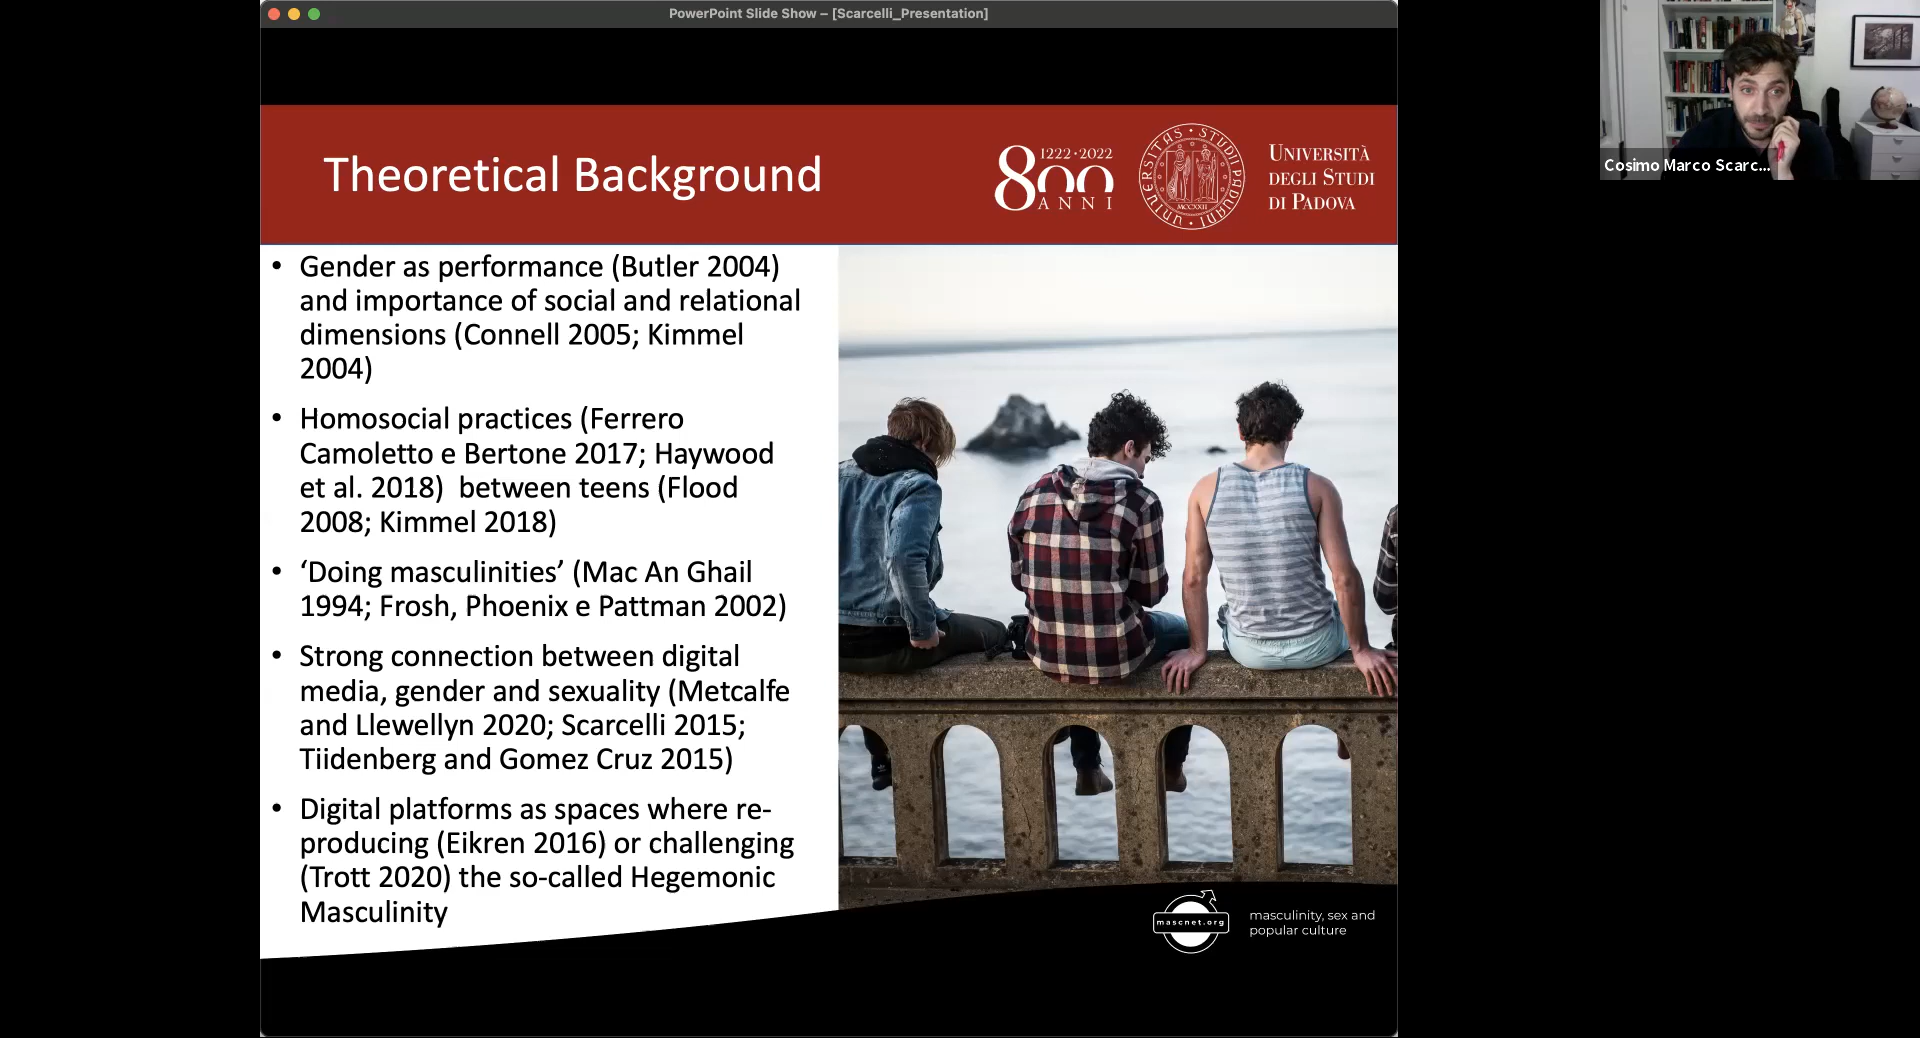 PowerPoint Slide Show – [Scarcelli_Presentation]
Theoretical Background
1222·2022
800
ANNI
UNIVERSITAS STUDII PADUANI
MCCXXII
UNIVERSITÀ
DEGLI STUDI
DI PADOVA
• Gender as performance (Butler 2004)
and importance of social and relational
dimensions (Connell 2005; Kimmel
2004)
• Homosocial practices (Ferrero
Camoletto e Bertone 2017; Haywood
et al. 2018)  between teens (Flood
2008; Kimmel 2018)
• ‘Doing masculinities’ (Mac An Ghail
1994; Frosh, Phoenix e Pattman 2002)
• Strong connection between digital
media, gender and sexuality (Metcalfe
and Llewellyn 2020; Scarcelli 2015;
Tiidenberg and Gomez Cruz 2015)
• Digital platforms as spaces where re-
producing (Eikren 2016) or challenging
(Trott 2020) the so-called Hegemonic
Masculinity
mascnet.org
masculinity, sex and
popular culture
Cosimo Marco Scarc...